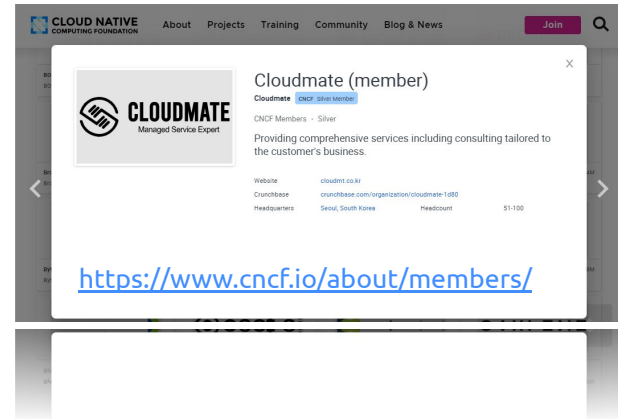 CLOUD NATIVE
COMPUTING FOUNDATION
About Projects Training Community Blog & News Join
X
CLOUDMATE
Managed Service Expert
Cloudmate (member)
Cloudmate CNCF Silver Member
CNCF Members - Silver
Providing comprehensive services including consulting tailored to
the customer's business.
Website cloudmt.co.kr
Crunchbase crunchbase.com/organization/cloudmate-1d80
Headquarters Seoul, South Korea Headcount 51-100
https://www.cncf.io/about/members/